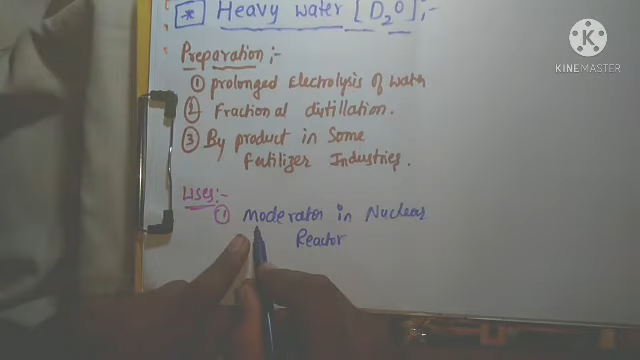 * Heavy water [D₂O] ;-
Preparation ;-
① prolonged Electrolysis of water
② Fractional distillation.
③ By product in Some
Fertilizer Industries.
Uses :-
① Moderator in Nuclear
Reactor
KINEMASTER